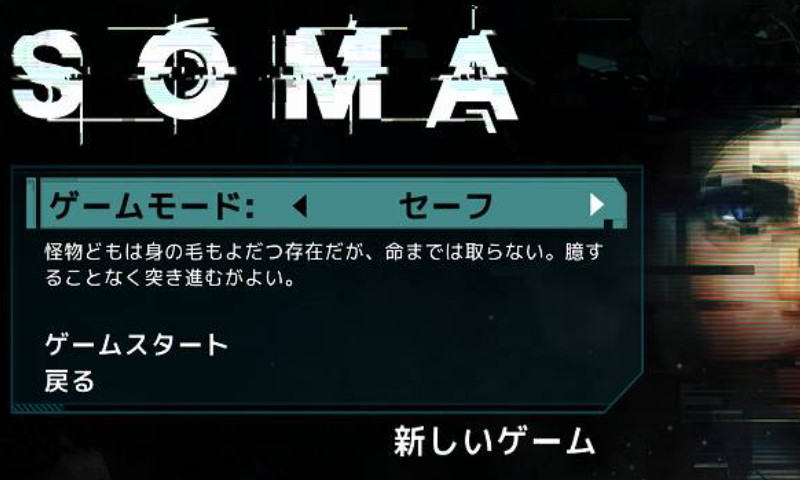 SOMA
ゲームモード: ◀ セーフ ▶
怪物どもは身の毛もよだつ存在だが、命までは取らない。臆す
ることなく突き進むがよい。
ゲームスタート
戻る
新しいゲーム